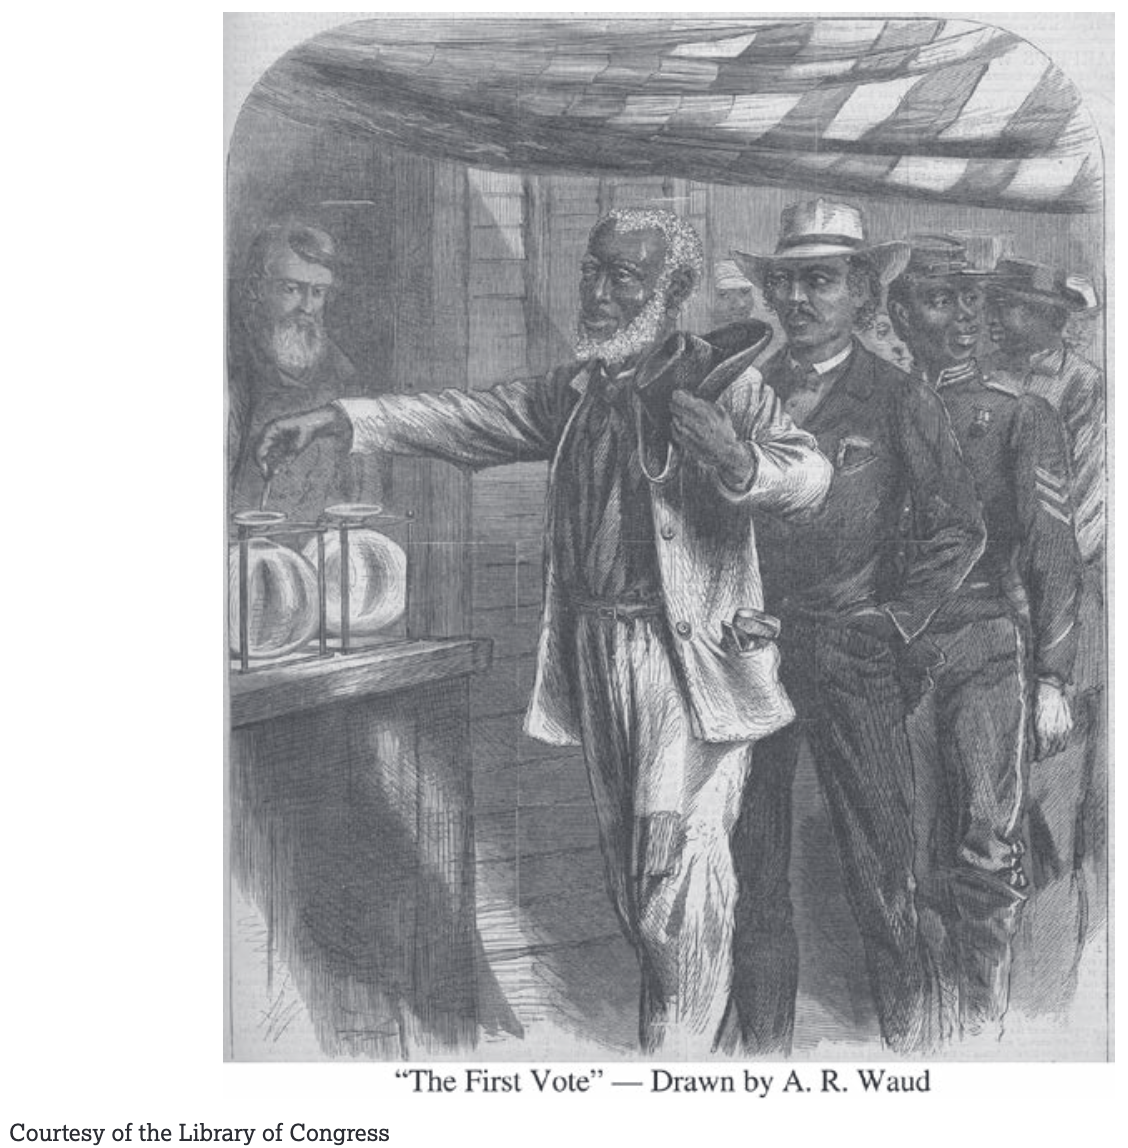 “The First Vote” — Drawn by A. R. Waud
Courtesy of the Library of Congress